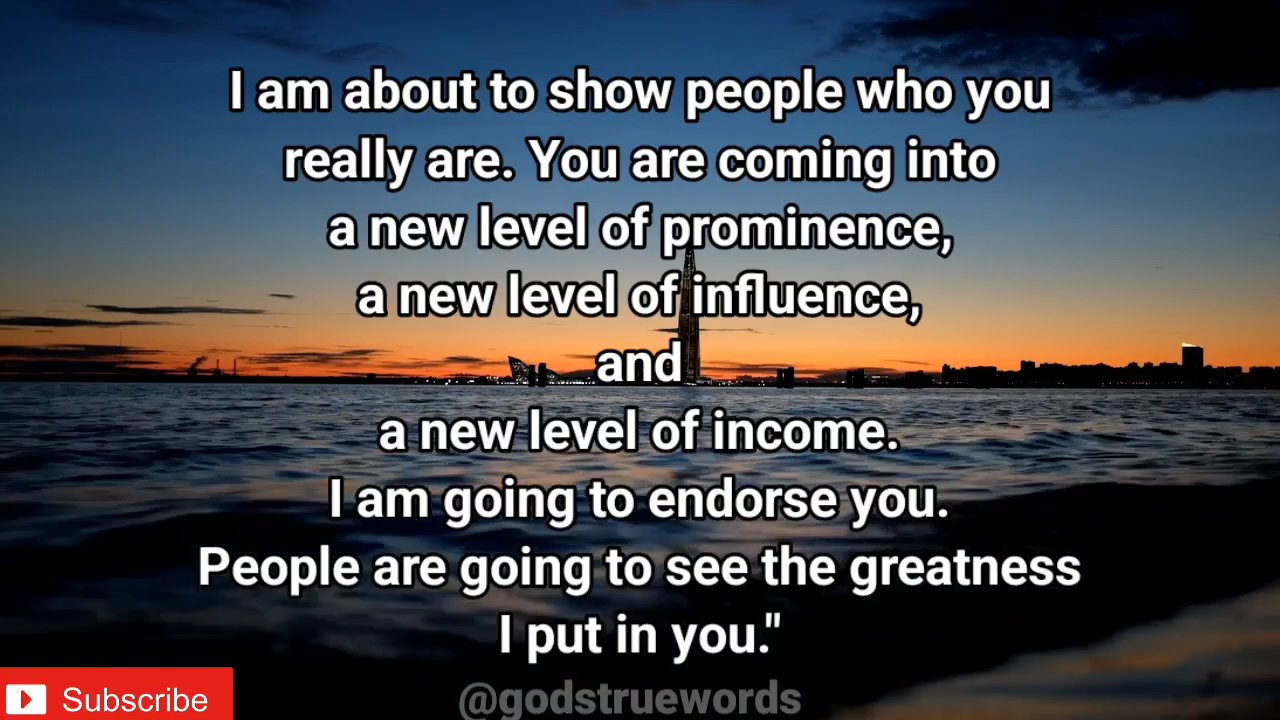 I am about to show people who you
really are. You are coming into
a new level of prominence,
a new level of influence,
and
a new level of income.
I am going to endorse you.
People are going to see the greatness
I put in you."
Subscribe
@godstruewords